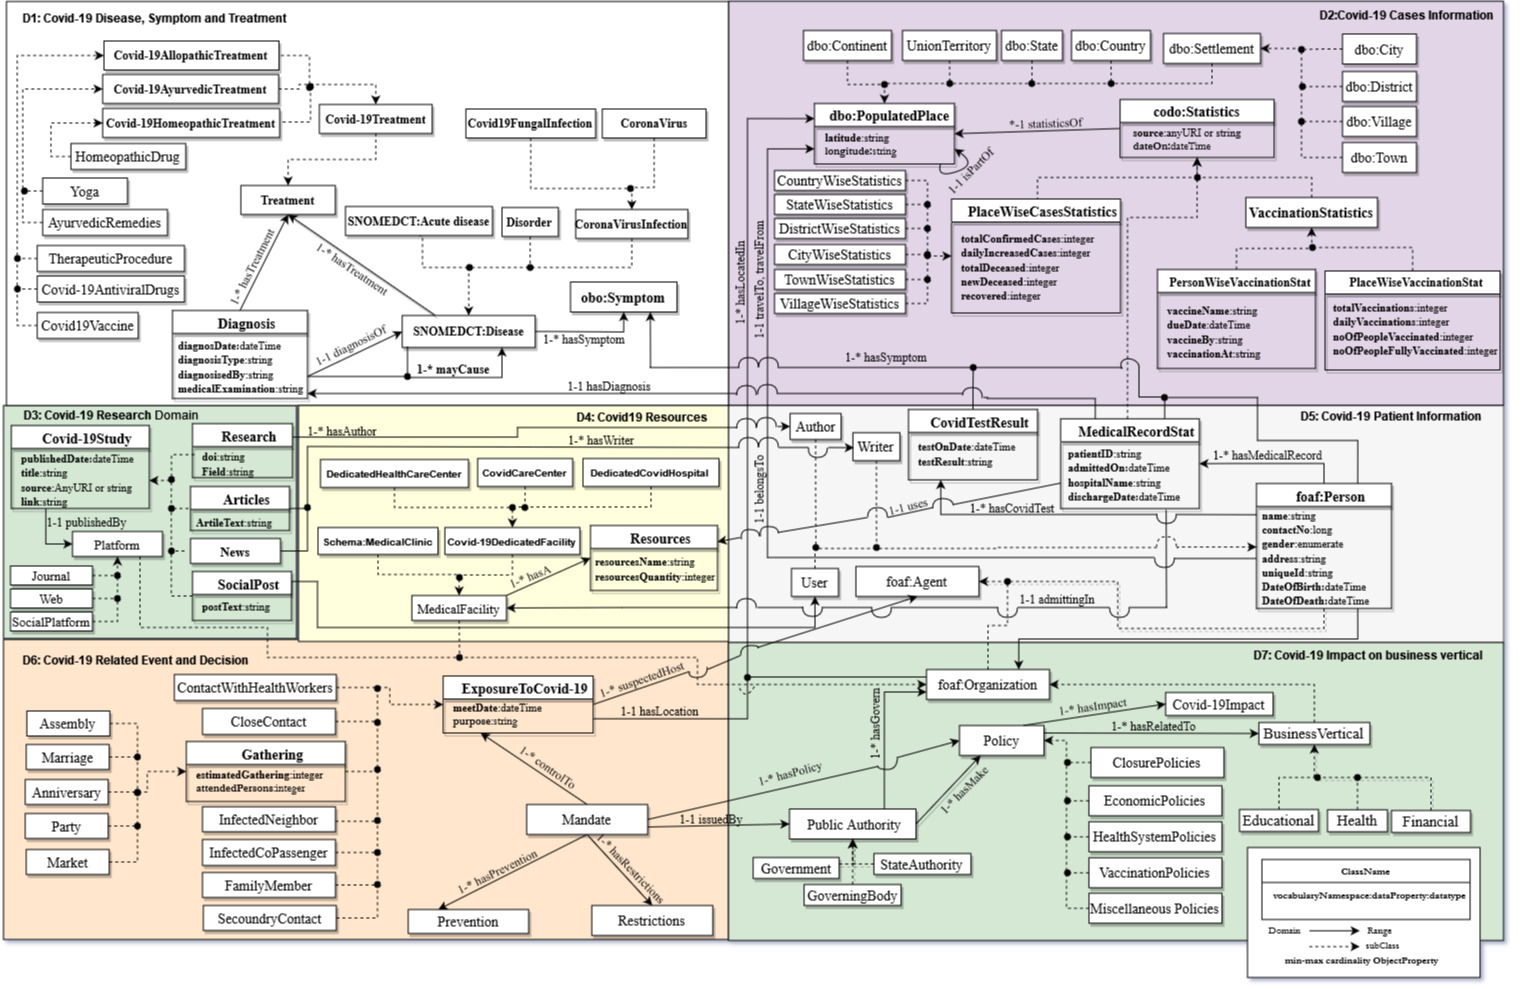 D1: Covid-19 Disease, Symptom and Treatment
Covid-19AllopathicTreatment
Covid-19AyurvedicTreatment
Covid-19HomeopathicTreatment
HomeopathicDrug
Yoga
AyurvedicRemedies
TherapeuticProcedure
Covid-19AntiviralDrugs
Covid19Vaccine
Covid-19Treatment
Treatment
Covid19FungalInfection
CoronaVirus
SNOMEDCT:Acute disease
Disorder
CoronaVirusInfection
obo:Symptom
1-* hasTreatment
1-* hasTreatment
Diagnosis
diagnosDate:dateTime
diagnosisType:string
diagnosisedBy:string
medicalExamination:string
1-1 diagnosisOf
SNOMEDCT:Disease
1-* hasSymptom
1-* mayCause
1-1 hasDiagnosis
D2:Covid-19 Cases Information
dbo:Continent
UnionTerritory
dbo:State
dbo:Country
dbo:Settlement
dbo:City
dbo:District
dbo:Village
dbo:Town
dbo:PopulatedPlace
latitude:string
longitude:string
1-1 isPartOf
*-1 statisticsOf
codo:Statistics
source:anyURI or string
dateOn:dateTime
CountryWiseStatistics
StateWiseStatistics
DistrictWiseStatistics
CityWiseStatistics
TownWiseStatistics
VillageWiseStatistics
PlaceWiseCasesStatistics
totalConfirmedCases:integer
dailyIncreasedCases:integer
totalDeceased:integer
newDeceased:integer
recovered:integer
VaccinationStatistics
PersonWiseVaccinationStat
vaccineName:string
dueDate:dateTime
vaccineBy:string
vaccinationAt:string
PlaceWiseVaccinationStat
totalVaccinations:integer
dailyVaccinations:integer
noOfPeopleVaccinated:integer
noOfPeopleFullyVaccinated:integer
1-* hasLocatedIn
1-1 travelTo, travelFrom
1-* hasSymptom
D3: Covid-19 Research Domain
Covid-19Study
publishedDate:dateTime
title:string
source:AnyURI or string
link:string
Research
doi:string
Field:string
Articles
ArtileText:string
News
SocialPost
postText:string
1-1 publishedBy
Platform
Journal
Web
SocialPlatform
D4: Covid19 Resources
1-* hasAuthor
1-* hasWriter
DedicatedHealthCareCenter
CovidCareCenter
DedicatedCovidHospital
Schema:MedicalClinic
Covid-19DedicatedFacility
Resources
resourcesName:string
resourcesQuantity:integer
1-* hasA
MedicalFacility
D5: Covid-19 Patient Information
Author
Writer
CovidTestResult
testOnDate:dateTime
testResult:string
MedicalRecordStat
patientID:string
admittedOn:dateTime
hospitalName:string
dischargeDate:dateTime
1-* hasMedicalRecord
foaf:Person
name:string
contactNo:long
gender:enumerate
address:string
uniqueId:string
DateOfBirth:dateTime
DateOfDeath:dateTime
1-1 belongsTo
1-1 uses
1-* hasCovidTest
User
foaf:Agent
1-1 admittingIn
D6: Covid-19 Related Event and Decision
ContactWithHealthWorkers
CloseContact
Gathering
estimatedGathering:integer
attendedPersons:integer
InfectedNeighbor
InfectedCoPassenger
FamilyMember
SecoundryContact
Assembly
Marriage
Anniversary
Party
Market
ExposureToCovid-19
meetDate:dateTime
purpose:string
1-* suspectedHost
1-1 hasLocation
1-* controlTo
Mandate
1-* hasPrevention
1-* hasRestrictions
Prevention
Restrictions
1-* hasPolicy
1-1 issuedBy
D7: Covid-19 Impact on business vertical
foaf:Organization
1-* hasGovern
Policy
1-* hasImpact
Covid-19Impact
1-* hasRelatedTo
BusinessVertical
1-* hasMake
Public Authority
Government
StateAuthority
GoverningBody
ClosurePolicies
EconomicPolicies
HealthSystemPolicies
VaccinationPolicies
Miscellaneous Policies
Educational
Health
Financial
ClassName
vocabularyNamespace:dataProperty:datatype
Domain
Range
subClass
min-max cardinality ObjectProperty